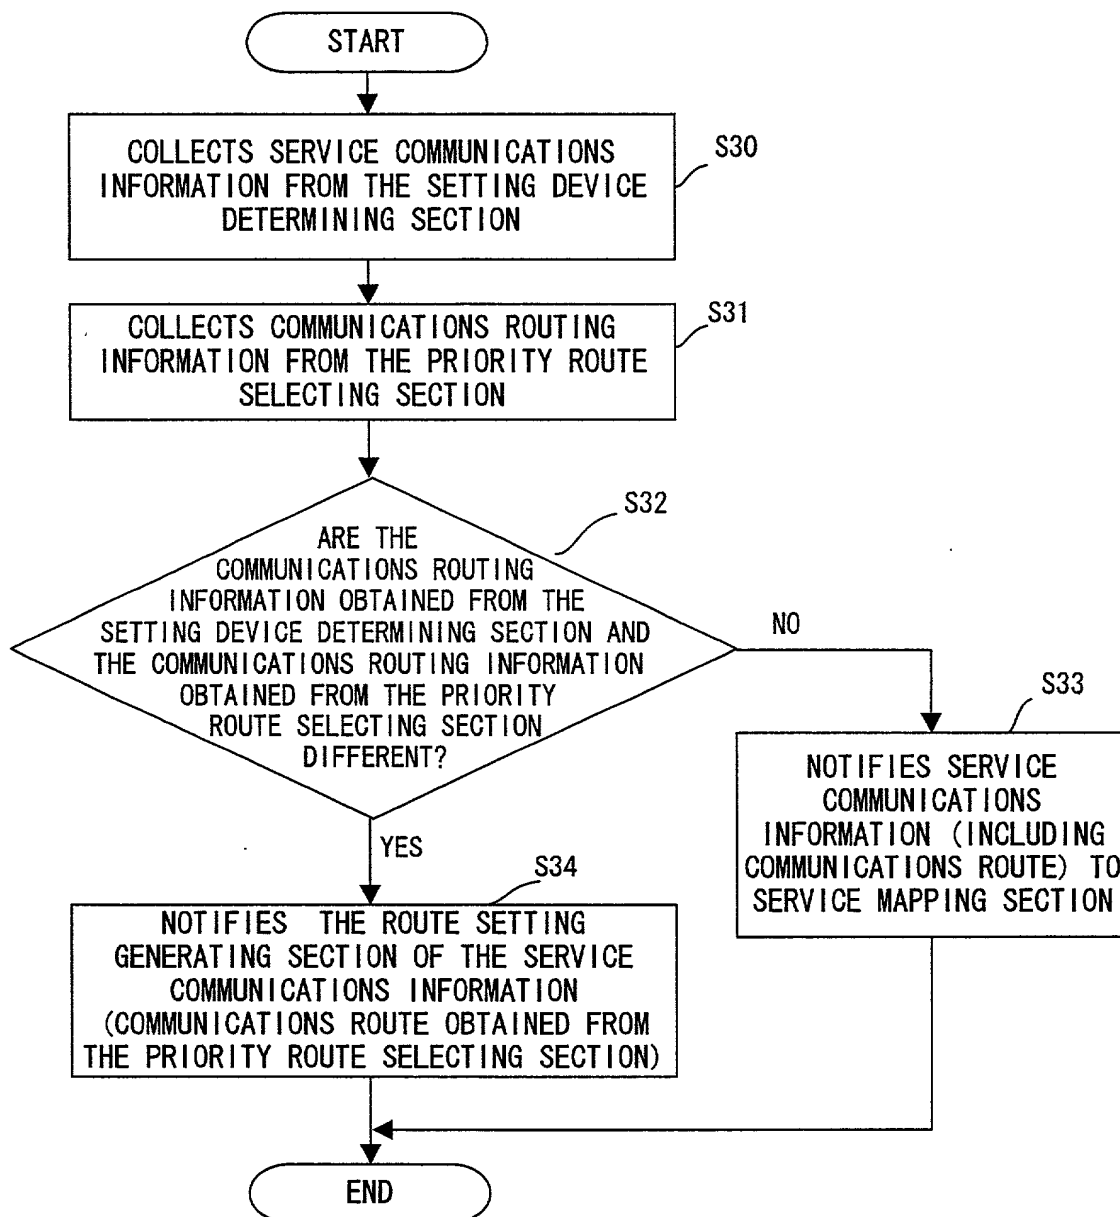 START
COLLECTS SERVICE COMMUNICATIONS
INFORMATION FROM THE SETTING DEVICE
DETERMINING SECTION
S30
COLLECTS COMMUNICATIONS ROUTING
INFORMATION FROM THE PRIORITY ROUTE
SELECTING SECTION
S31
ARE THE
COMMUNICATIONS ROUTING
INFORMATION OBTAINED FROM THE
SETTING DEVICE DETERMINING SECTION AND
THE COMMUNICATIONS ROUTING INFORMATION
OBTAINED FROM THE PRIORITY
ROUTE SELECTING SECTION
DIFFERENT?
S32
NO
S33
NOTIFIES SERVICE
COMMUNICATIONS
INFORMATION (INCLUDING
COMMUNICATIONS ROUTE) TO
SERVICE MAPPING SECTION
YES
S34
NOTIFIES THE ROUTE SETTING
GENERATING SECTION OF THE SERVICE
COMMUNICATIONS INFORMATION
(COMMUNICATIONS ROUTE OBTAINED FROM
THE PRIORITY ROUTE SELECTING SECTION)
END